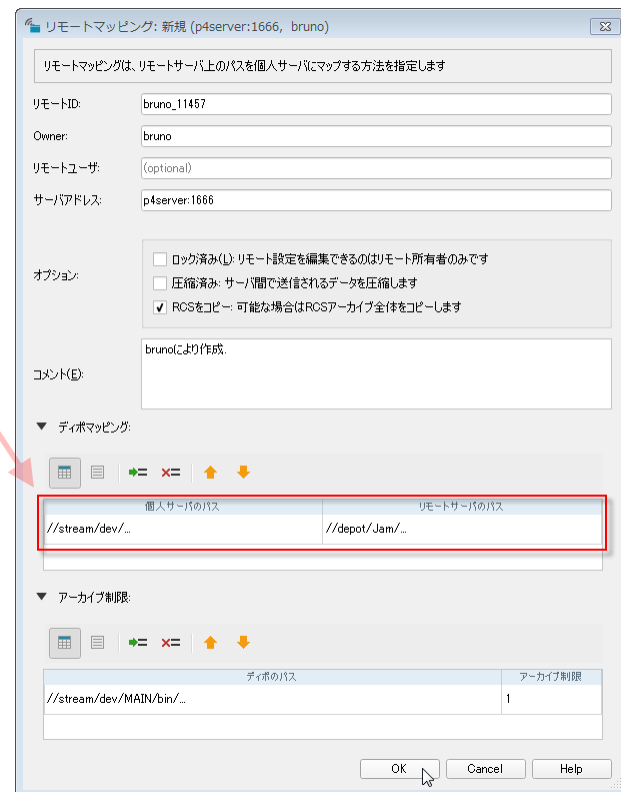 リモートマッピング: 新規 (p4server:1666, bruno)
リモートマッピングは、リモートサーバ上のパスを個人サーバにマップする方法を指定します
リモートID: bruno_11457
Owner: bruno
リモートユーザ: (optional)
サーバアドレス: p4server:1666
オプション:
ロック済み(L): リモート設定を編集できるのはリモート所有者のみです
圧縮済み: サーバ間で送信されるデータを圧縮します
RCSをコピー: 可能な場合はRCSアーカイブ全体をコピーします
コメント(E): brunoにより作成.
ディポマッピング:
個人サーバのパス リモートサーバのパス
//stream/dev/... //depot/Jam/...
アーカイブ制限:
ディポのパス アーカイブ制限
//stream/dev/MAIN/bin/... 1
OK Cancel Help